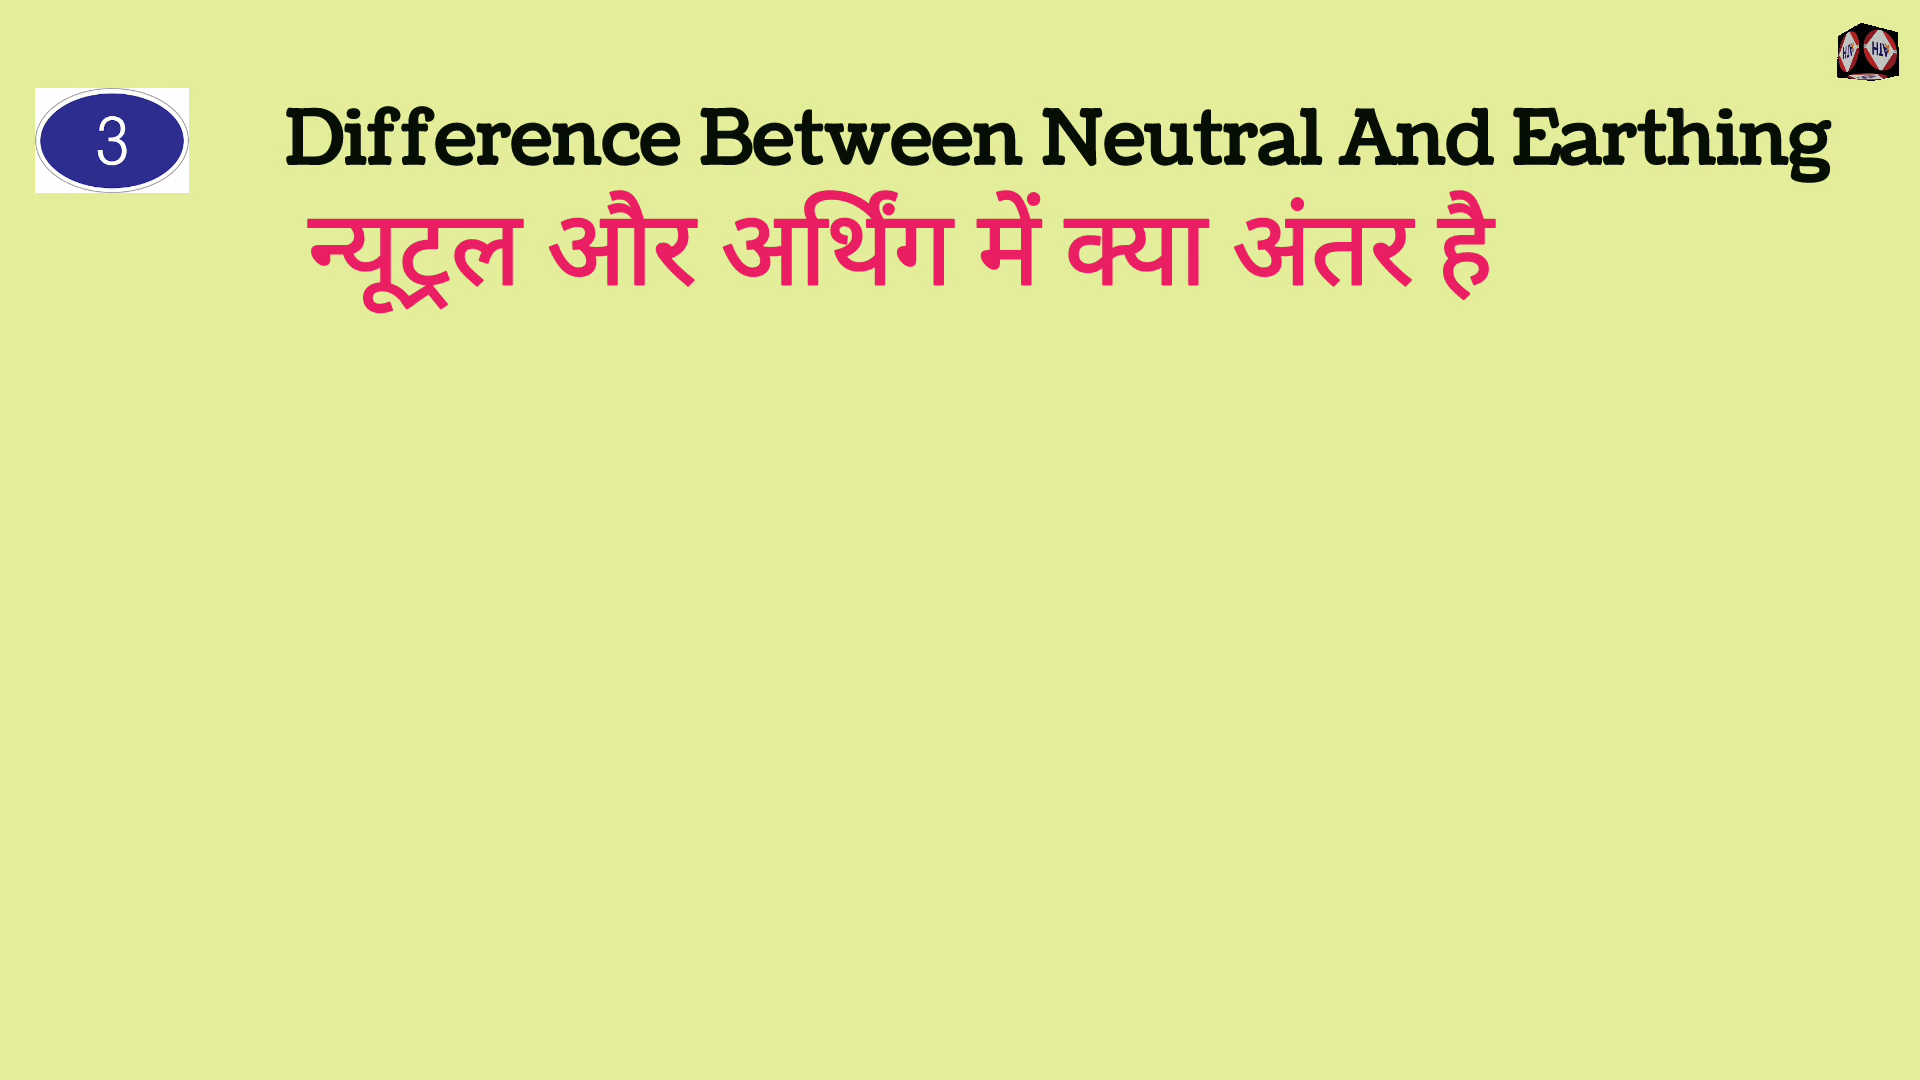 3
Difference Between Neutral And Earthing
न्यूट्रल और अर्थिंग में क्या अंतर है